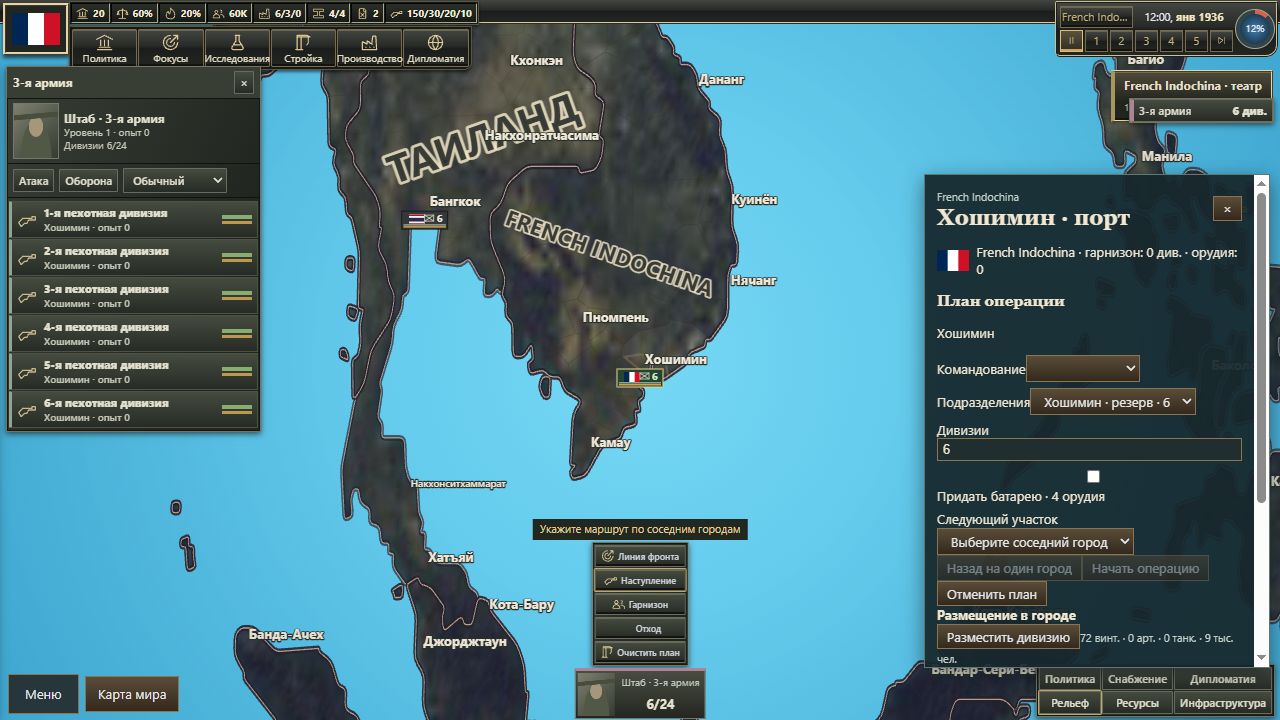 20 60% 20% 60K 6/3/0 4/4 2 150/30/20/10
Политика Фокусы Исследования Стройка Производство Дипломатия
French Indo... 12:00, янв 1936
1 2 3 4 5
12%
French Indochina · театр
3-я армия 6 див.
3-я армия ×
Штаб · 3-я армия
Уровень 1 · опыт 0
Дивизии 6/24
Атака Оборона Обычный
1-я пехотная дивизия
Хошимин · опыт 0
2-я пехотная дивизия
Хошимин · опыт 0
3-я пехотная дивизия
Хошимин · опыт 0
4-я пехотная дивизия
Хошимин · опыт 0
5-я пехотная дивизия
Хошимин · опыт 0
6-я пехотная дивизия
Хошимин · опыт 0
Кхонкэн
Дананг
Багио
ТАИЛАНД
Накхонратчасима
Манила
Бангкок
6
Куинён
FRENCH INDOCHINA
Нячанг
Пномпень
Хошимин
6
Камау
Накхонситхаммарат
Хатъяй
Кота-Бару
Банда-Ачех
Джорджтаун
Бандар-Сери-Бе
French Indochina
Хошимин · порт ×
French Indochina · гарнизон: 0 див. · орудия:
0
План операции
Хошимин
Командование
Подразделения Хошимин · резерв · 6
Дивизии
6
Придать батарею · 4 орудия
Следующий участок
Выберите соседний город
Назад на один город Начать операцию
Отменить план
Размещение в городе
Разместить дивизию 72 винт. · 0 арт. · 0 танк. · 9 тыс.
чел.
Укажите маршрут по соседним городам
Линия фронта
Наступление
Гарнизон
Отход
Очистить план
Штаб · 3-я армия
6/24
Меню Карта мира
Политика Снабжение Дипломатия
Рельеф Ресурсы Инфраструктура